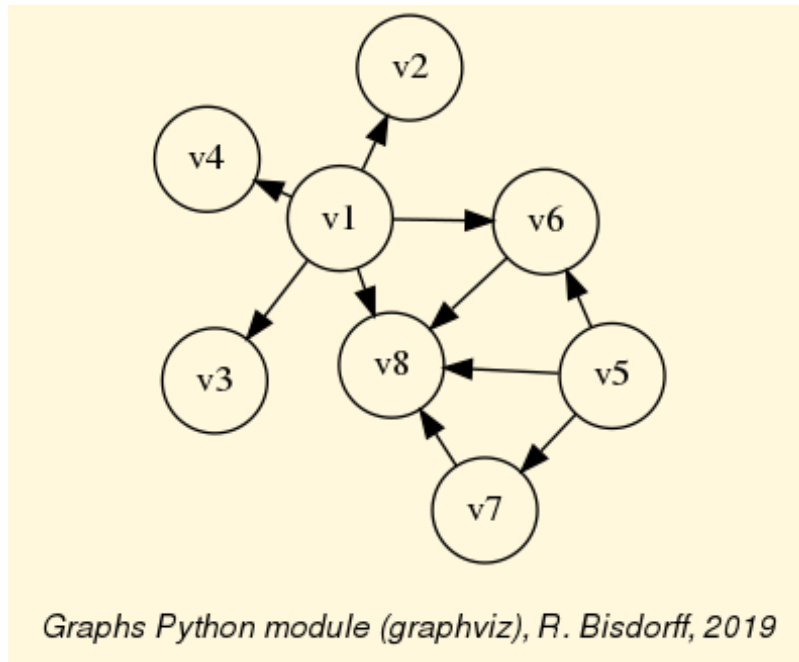 v2
v4
v1
v6
v8
v5
v3
v7
Graphs Python module (graphviz), R. Bisdorff, 2019